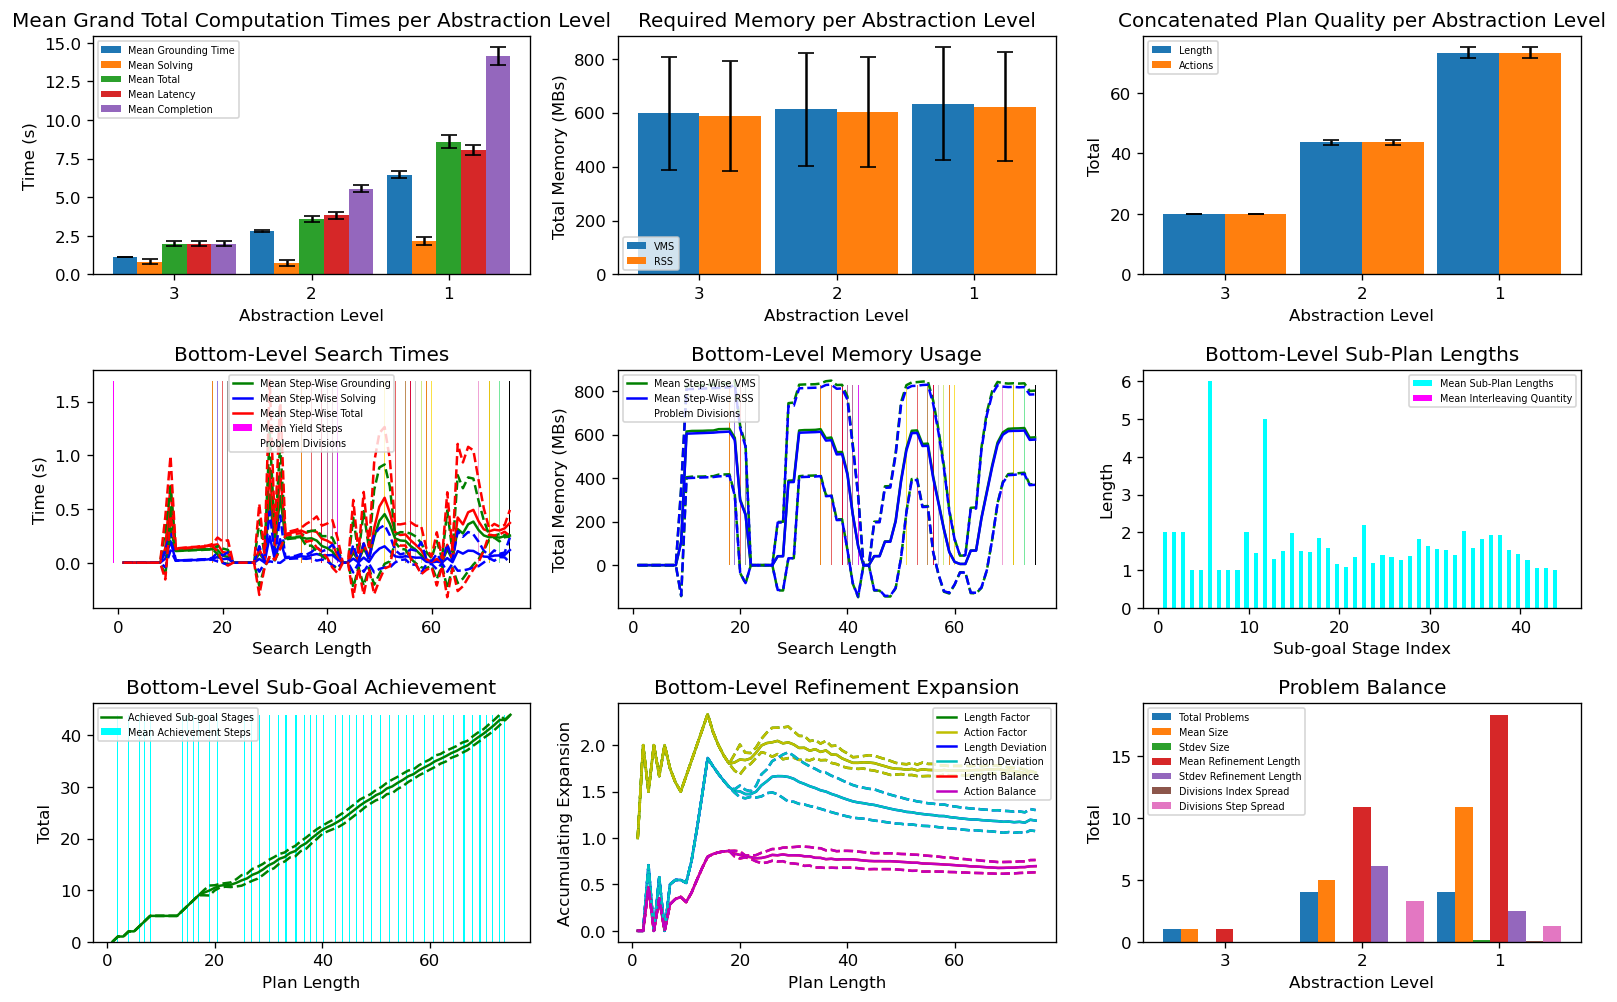 Mean Grand Total Computation Times per Abstraction Level
Time (s)
15.0
12.5
10.0
7.5
5.0
2.5
0.0
Mean Grounding Time
Mean Solving
Mean Total
Mean Latency
Mean Completion
3 2 1
Abstraction Level
Required Memory per Abstraction Level
Total Memory (MBs)
800
600
400
200
0
VMS
RSS
3 2 1
Abstraction Level
Concatenated Plan Quality per Abstraction Level
Total
60
40
20
0
Length
Actions
3 2 1
Abstraction Level
Bottom-Level Search Times
Time (s)
1.5
1.0
0.5
0.0
Mean Step-Wise Grounding
Mean Step-Wise Solving
Mean Step-Wise Total
Mean Yield Steps
Problem Divisions
0 20 40 60
Search Length
Bottom-Level Memory Usage
Total Memory (MBs)
800
600
400
200
0
Mean Step-Wise VMS
Mean Step-Wise RSS
Problem Divisions
0 20 40 60
Search Length
Bottom-Level Sub-Plan Lengths
Length
6
5
4
3
2
1
0
Mean Sub-Plan Lengths
Mean Interleaving Quantity
0 10 20 30 40
Sub-goal Stage Index
Bottom-Level Sub-Goal Achievement
Total
40
30
20
10
0
Achieved Sub-goal Stages
Mean Achievement Steps
0 20 40 60
Plan Length
Bottom-Level Refinement Expansion
Accumulating Expansion
2.0
1.5
1.0
0.5
0.0
Length Factor
Action Factor
Length Deviation
Action Deviation
Length Balance
Action Balance
0 20 40 60
Plan Length
Problem Balance
Total
15
10
5
0
Total Problems
Mean Size
Stdev Size
Mean Refinement Length
Stdev Refinement Length
Divisions Index Spread
Divisions Step Spread
3 2 1
Abstraction Level